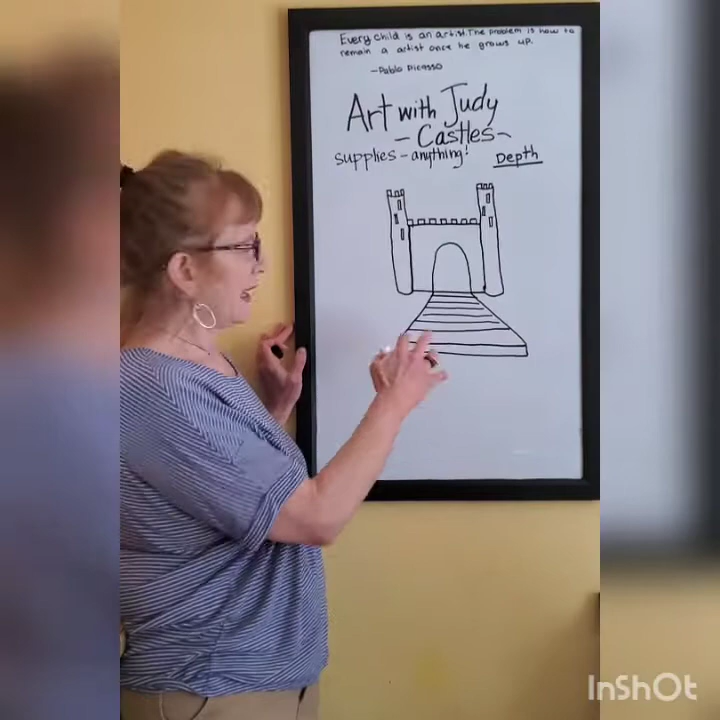 Every child is an artist. The problem is how to
remain a artist once he grows up.
- Pablo Picasso
Art with Judy
- Castles -
supplies - anything! Depth
InShOt